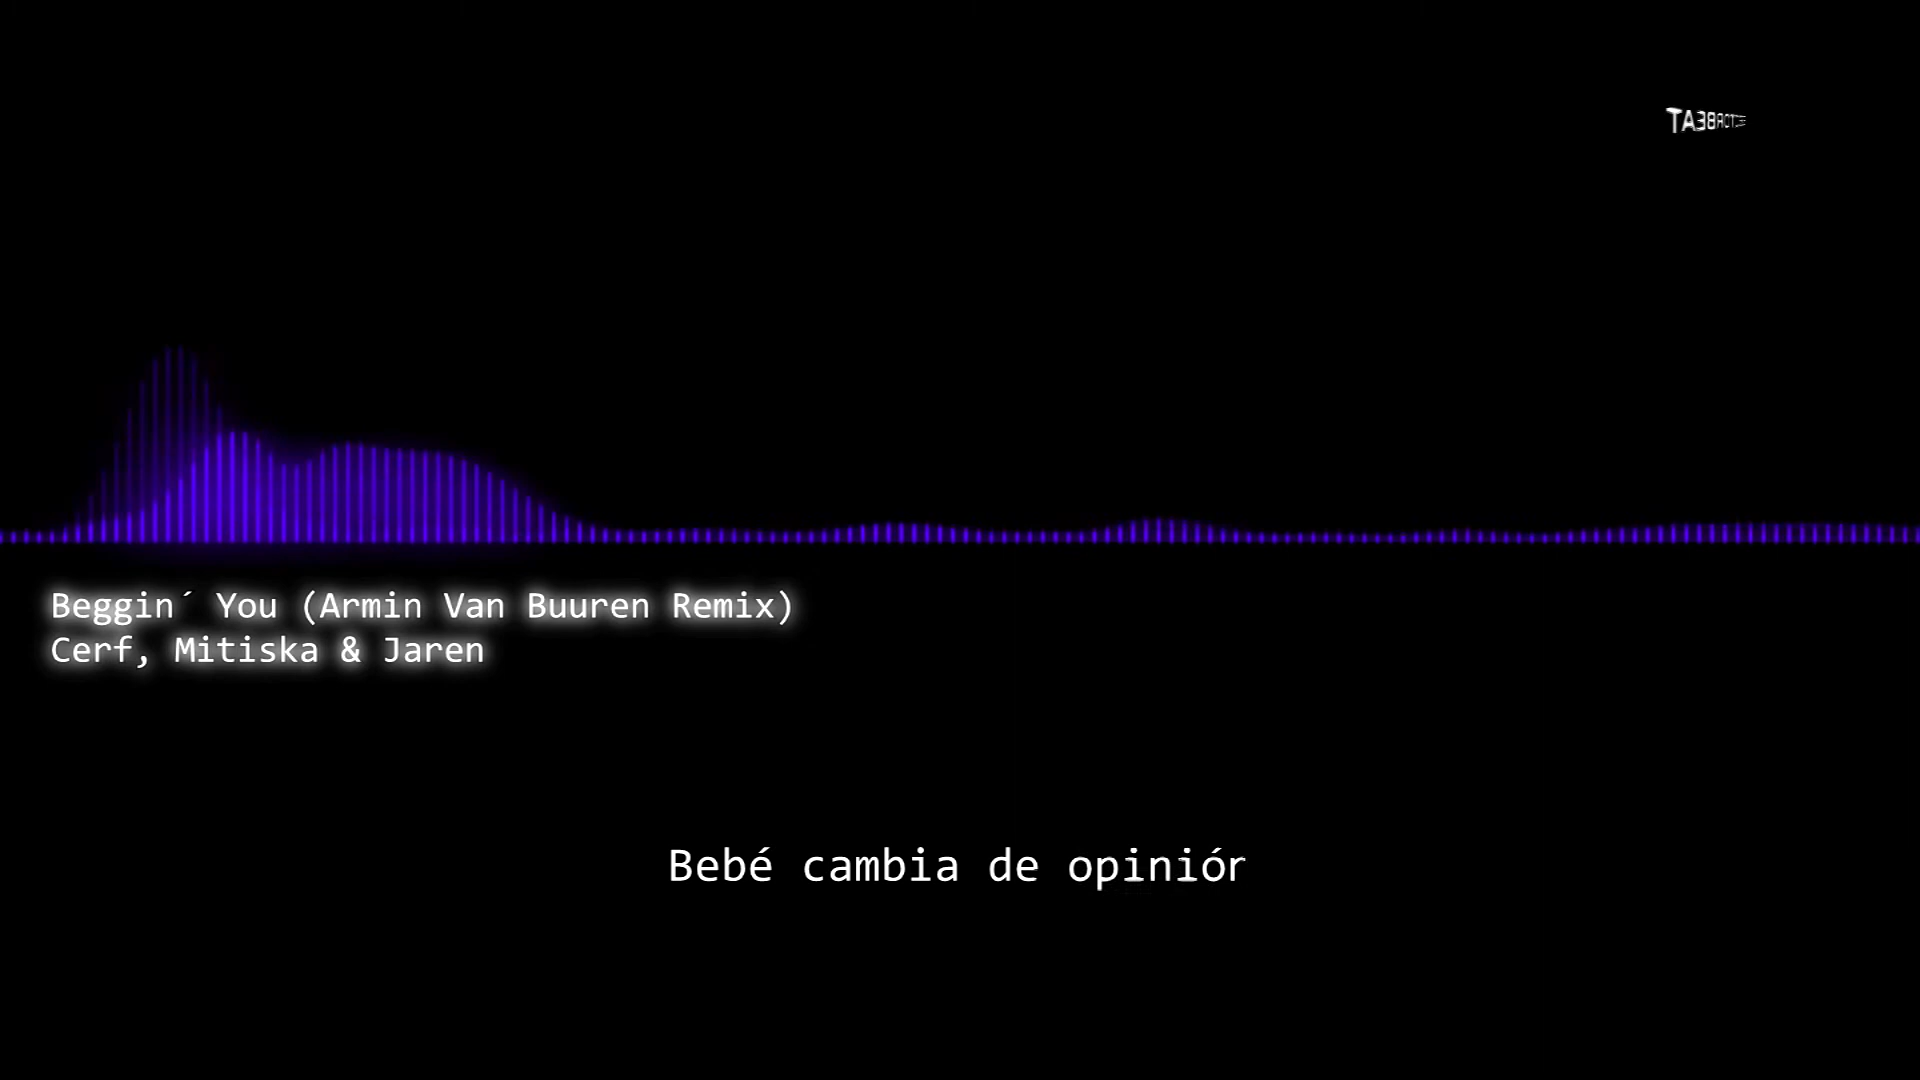 Beggin´ You (Armin Van Buuren Remix)
Cerf, Mitiska & Jaren
Bebé cambia de opiniór